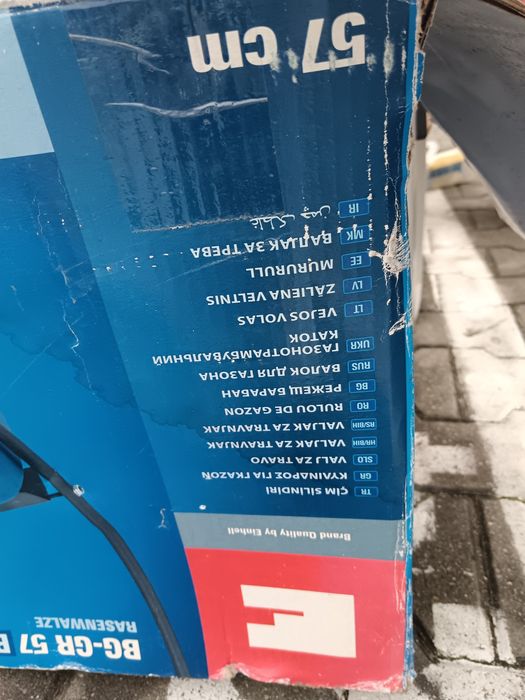 BG-GR 57
RASENWALZE
E
Brand Quality by Einhell
TR ÇİM SİLİNDİRİ
GR ΚΥΛΙΝΔΡΟΣ ΓΙΑ ΓΚΑΖΟΝ
SLO VALJ ZA TRAVO
HR/BIH VALJAK ZA TRAVNJAK
RS/BIH VALJAK ZA TRAVNJAK
RO RULOU DE GAZON
BG РЕЖЕЩ БАРАБАН
RUS ВАЛОК ДЛЯ ГАЗОНА
UKR ГАЗОНОТРАМБУВАЛЬНИЙ
КАТОК
LT VEJOS VOLAS
LV ZĀLIENA VELTNIS
EE MURURULL
MK ВАЛЈАК ЗА ТРЕВА
IR چمن
57 cm